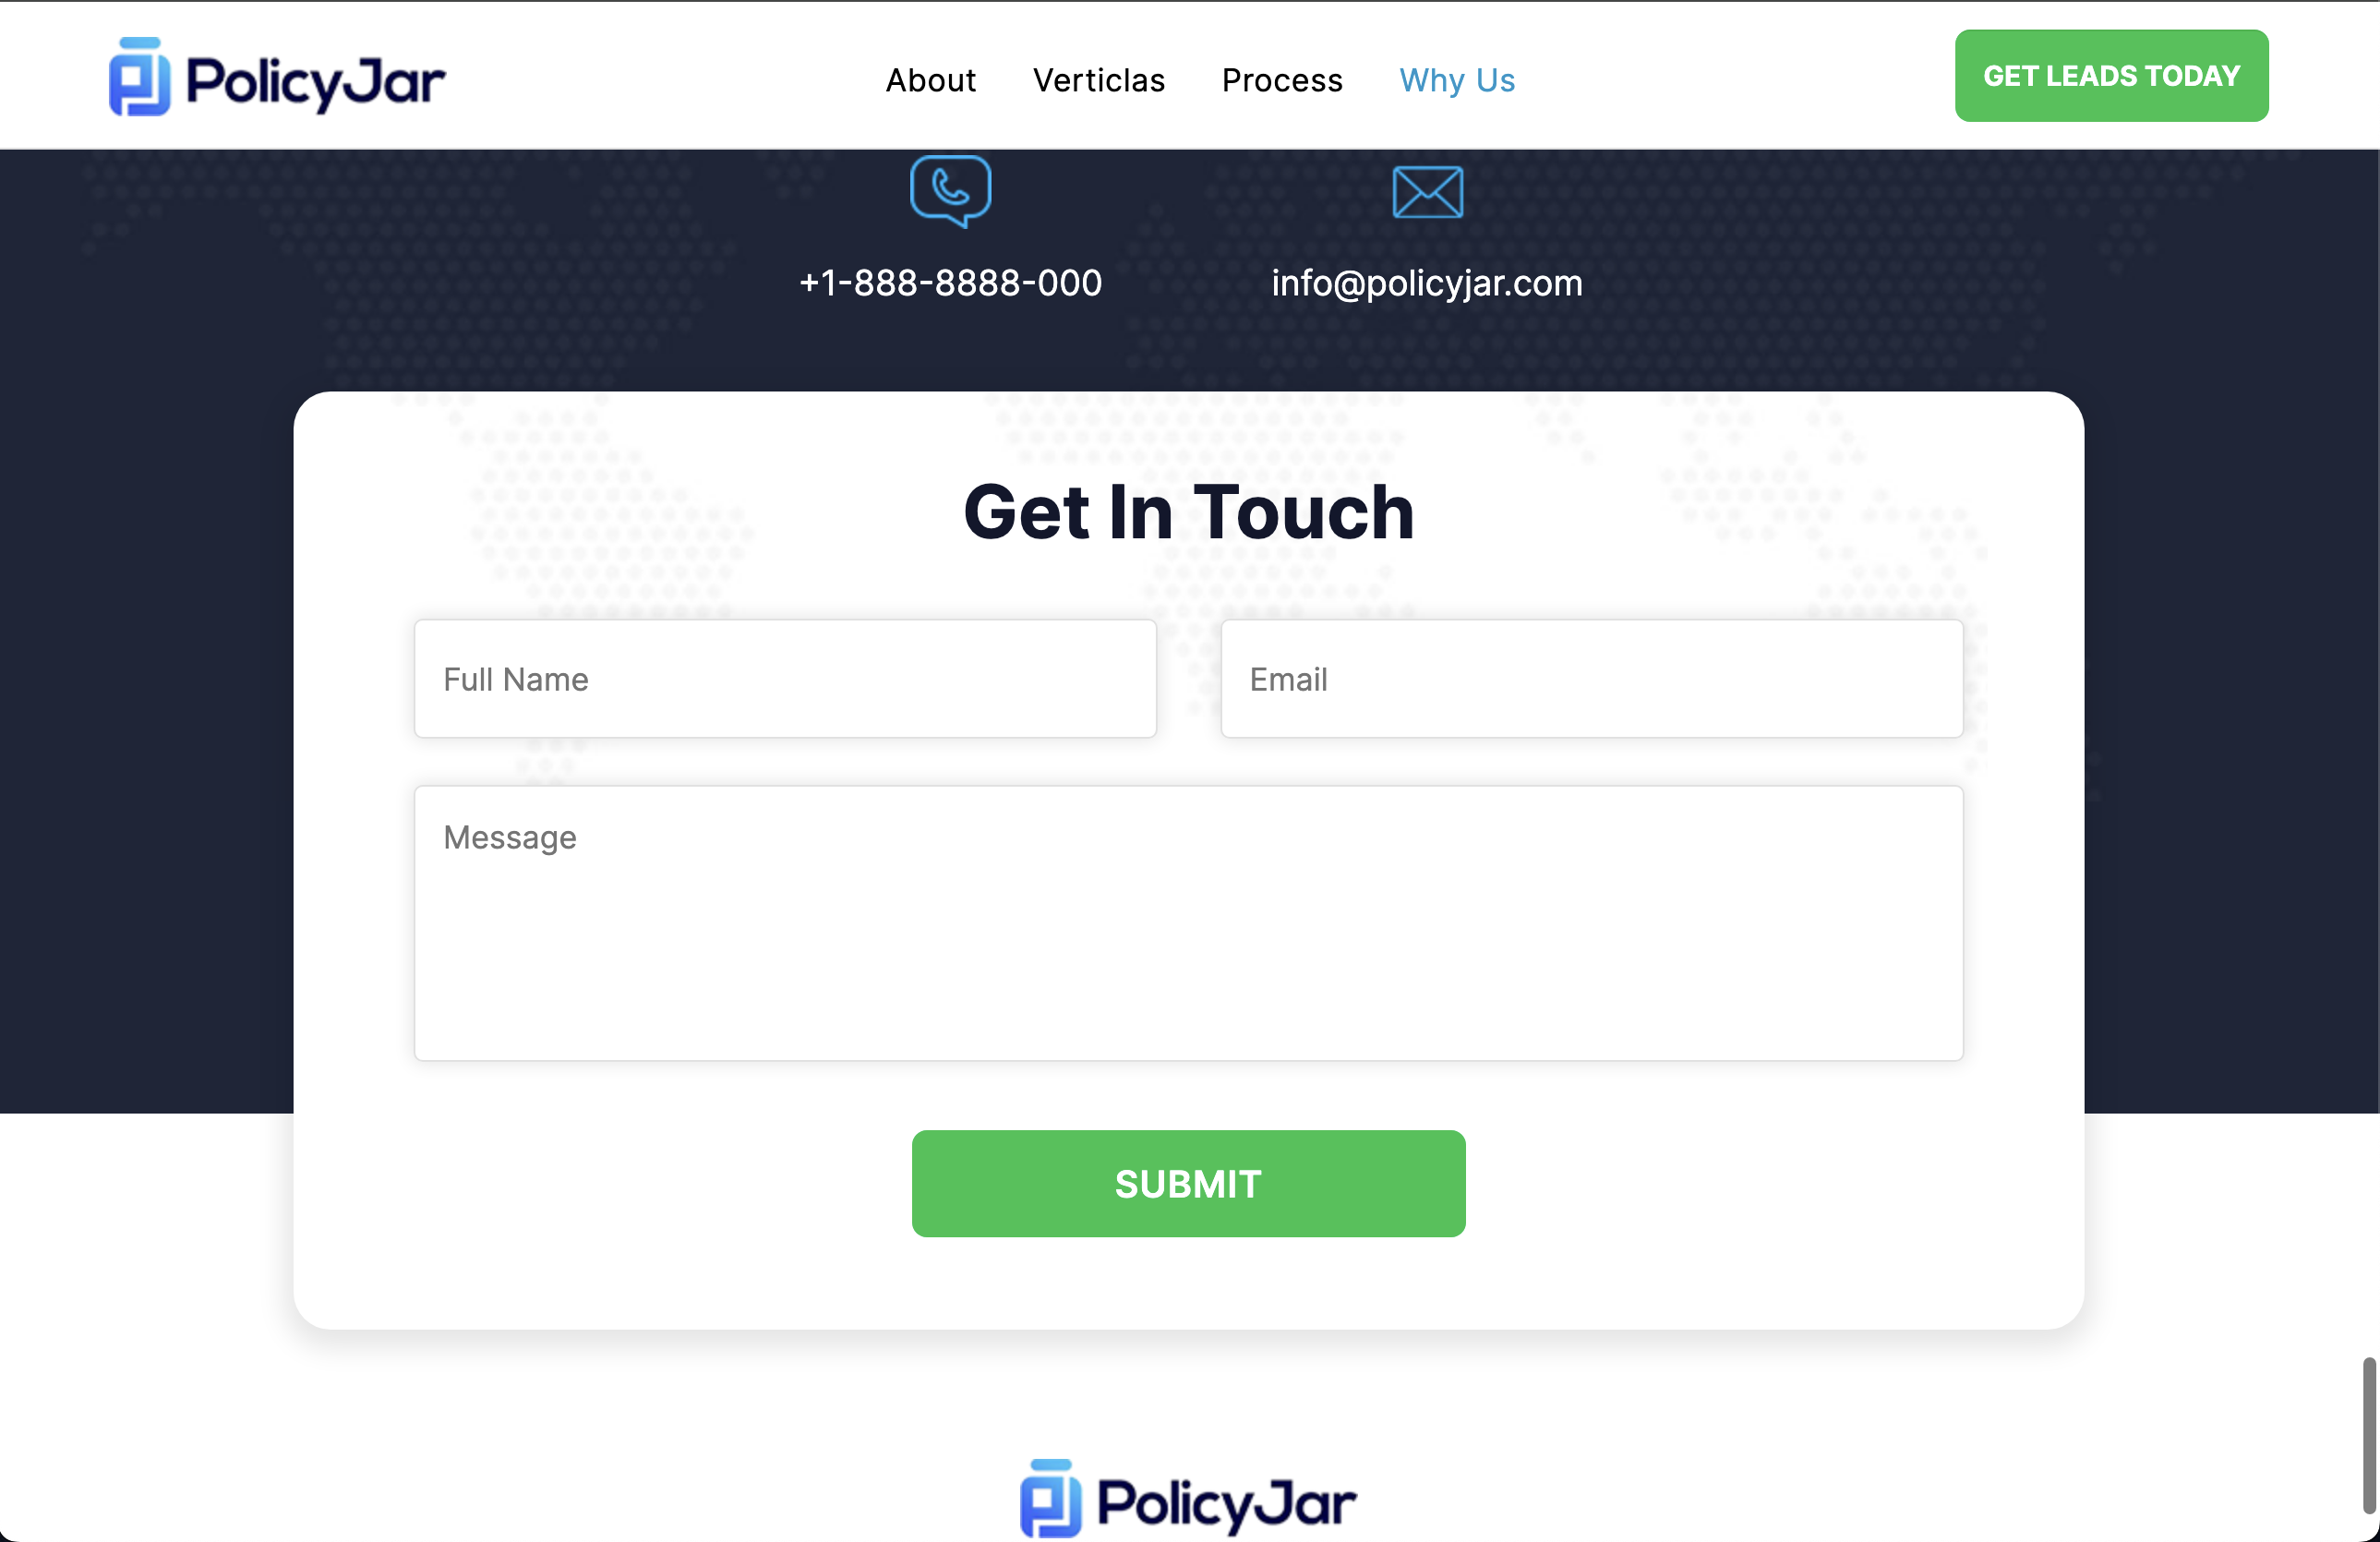 PolicyJar
About Verticlas Process Why Us
GET LEADS TODAY
+1-888-8888-000
info@policyjar.com
Get In Touch
Full Name
Email
Message
SUBMIT
PolicyJar